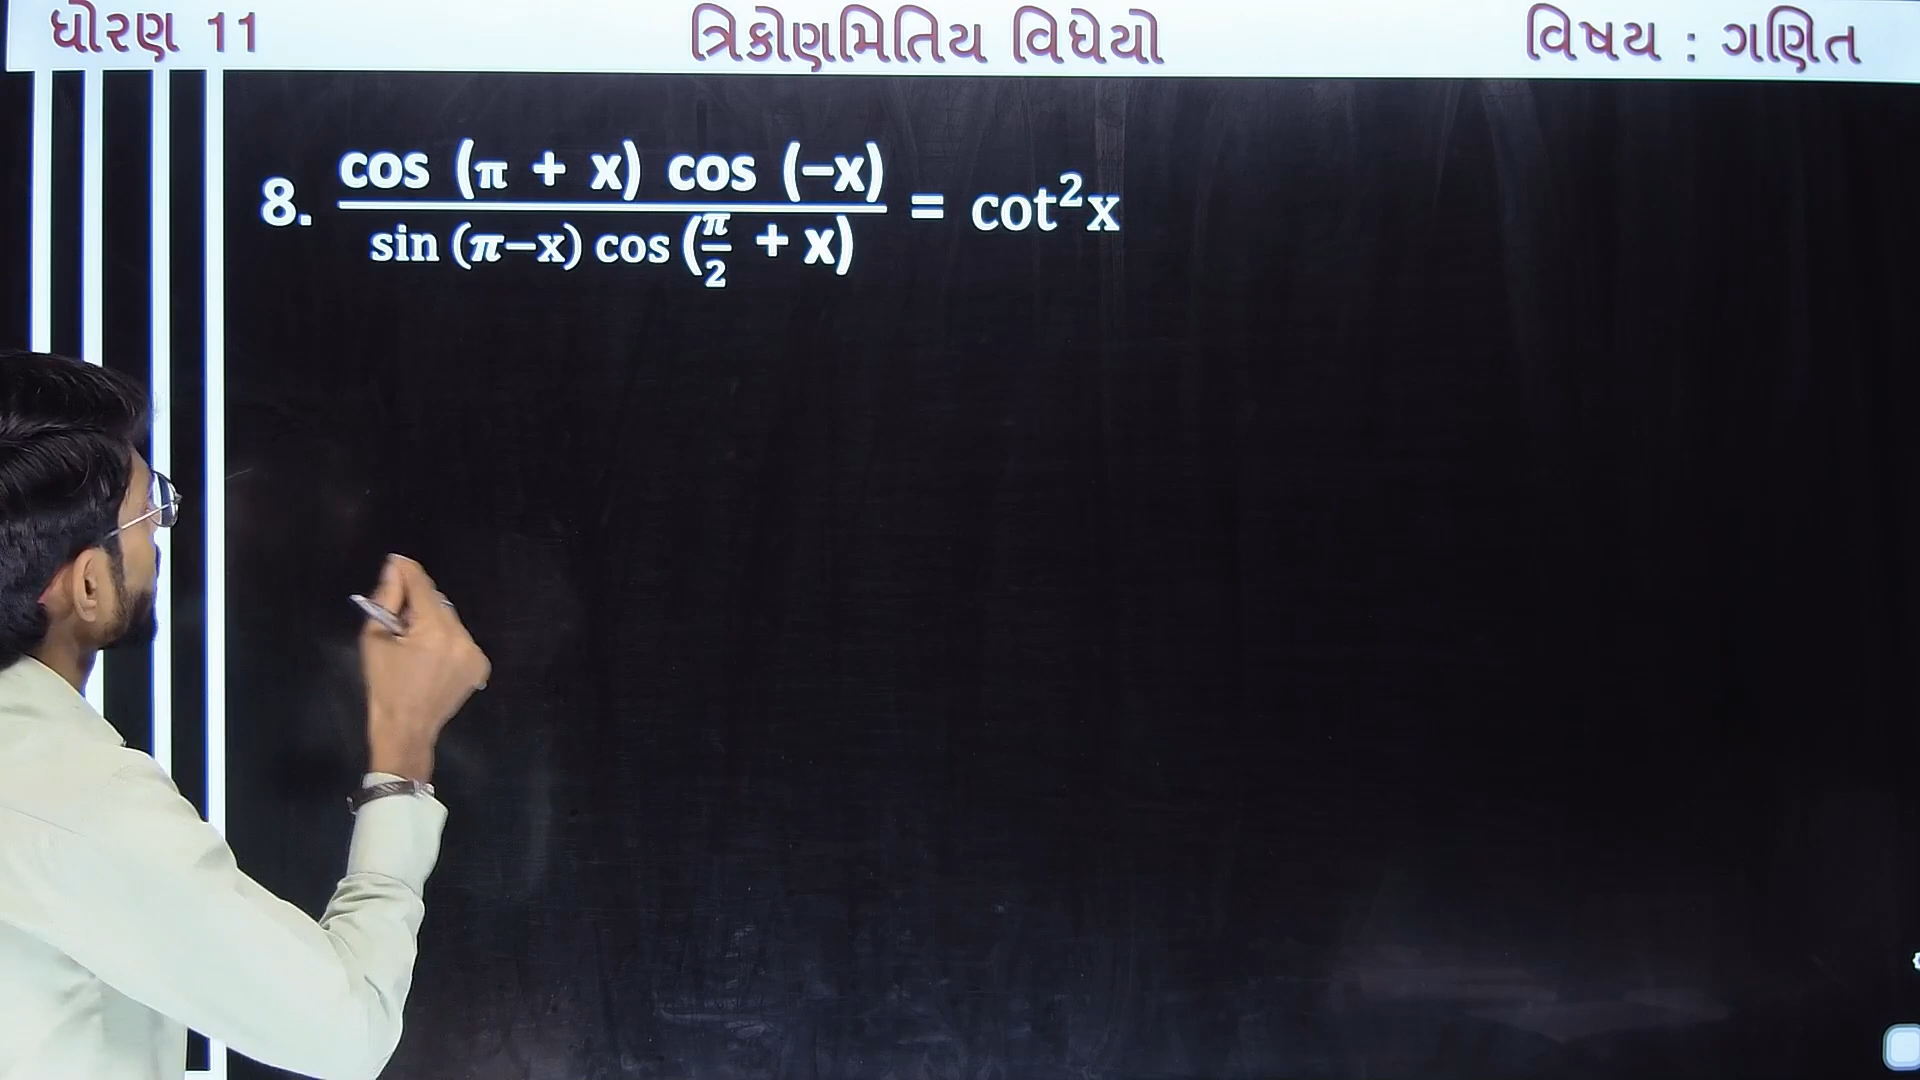 ધોરણ 11 ત્રિકોણમિતિય વિધેયો વિષય : ગણિત
8. cos (π + x) cos (−x) / sin (π−x) cos (π/2 + x) = cot²x